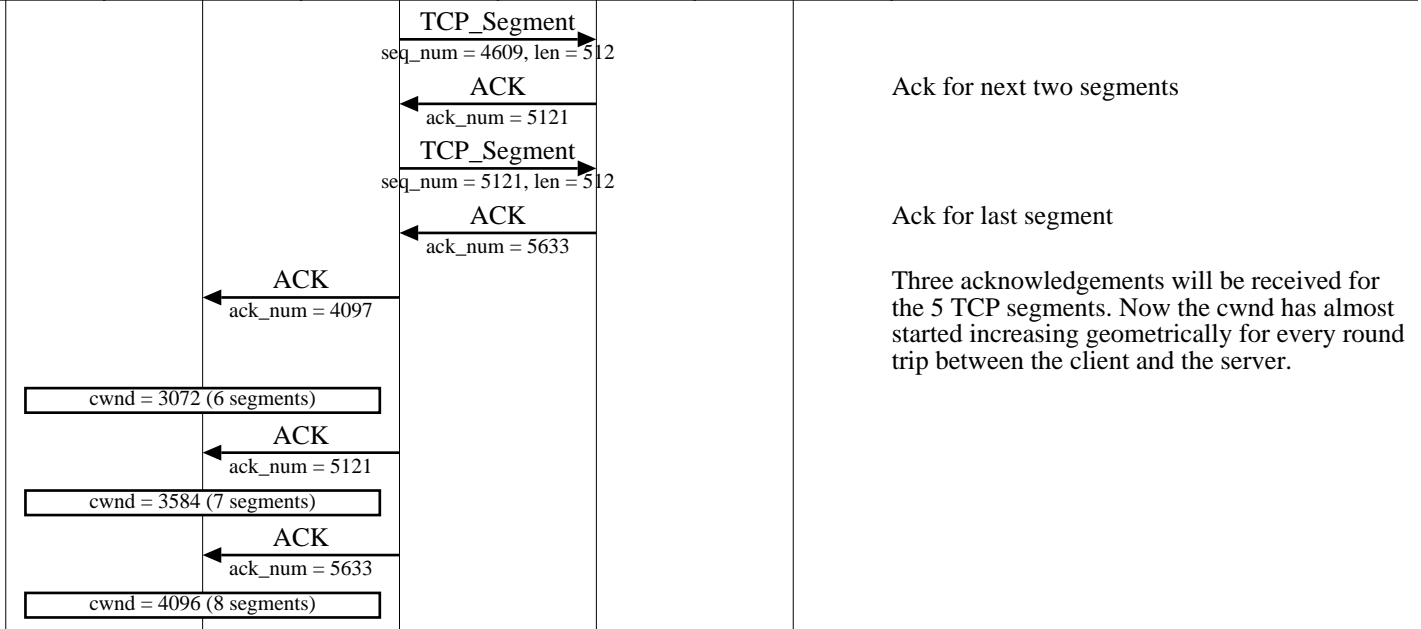 TCP_Segment
seq_num = 4609, len = 512
ACK
Ack for next two segments
ack_num = 5121
TCP_Segment
seq_num = 5121, len = 512
ACK
Ack for last segment
ack_num = 5633
ACK
ack_num = 4097
Three acknowledgements will be received for
the 5 TCP segments. Now the cwnd has almost
started increasing geometrically for every round
trip between the client and the server.
cwnd = 3072 (6 segments)
ACK
ack_num = 5121
cwnd = 3584 (7 segments)
ACK
ack_num = 5633
cwnd = 4096 (8 segments)